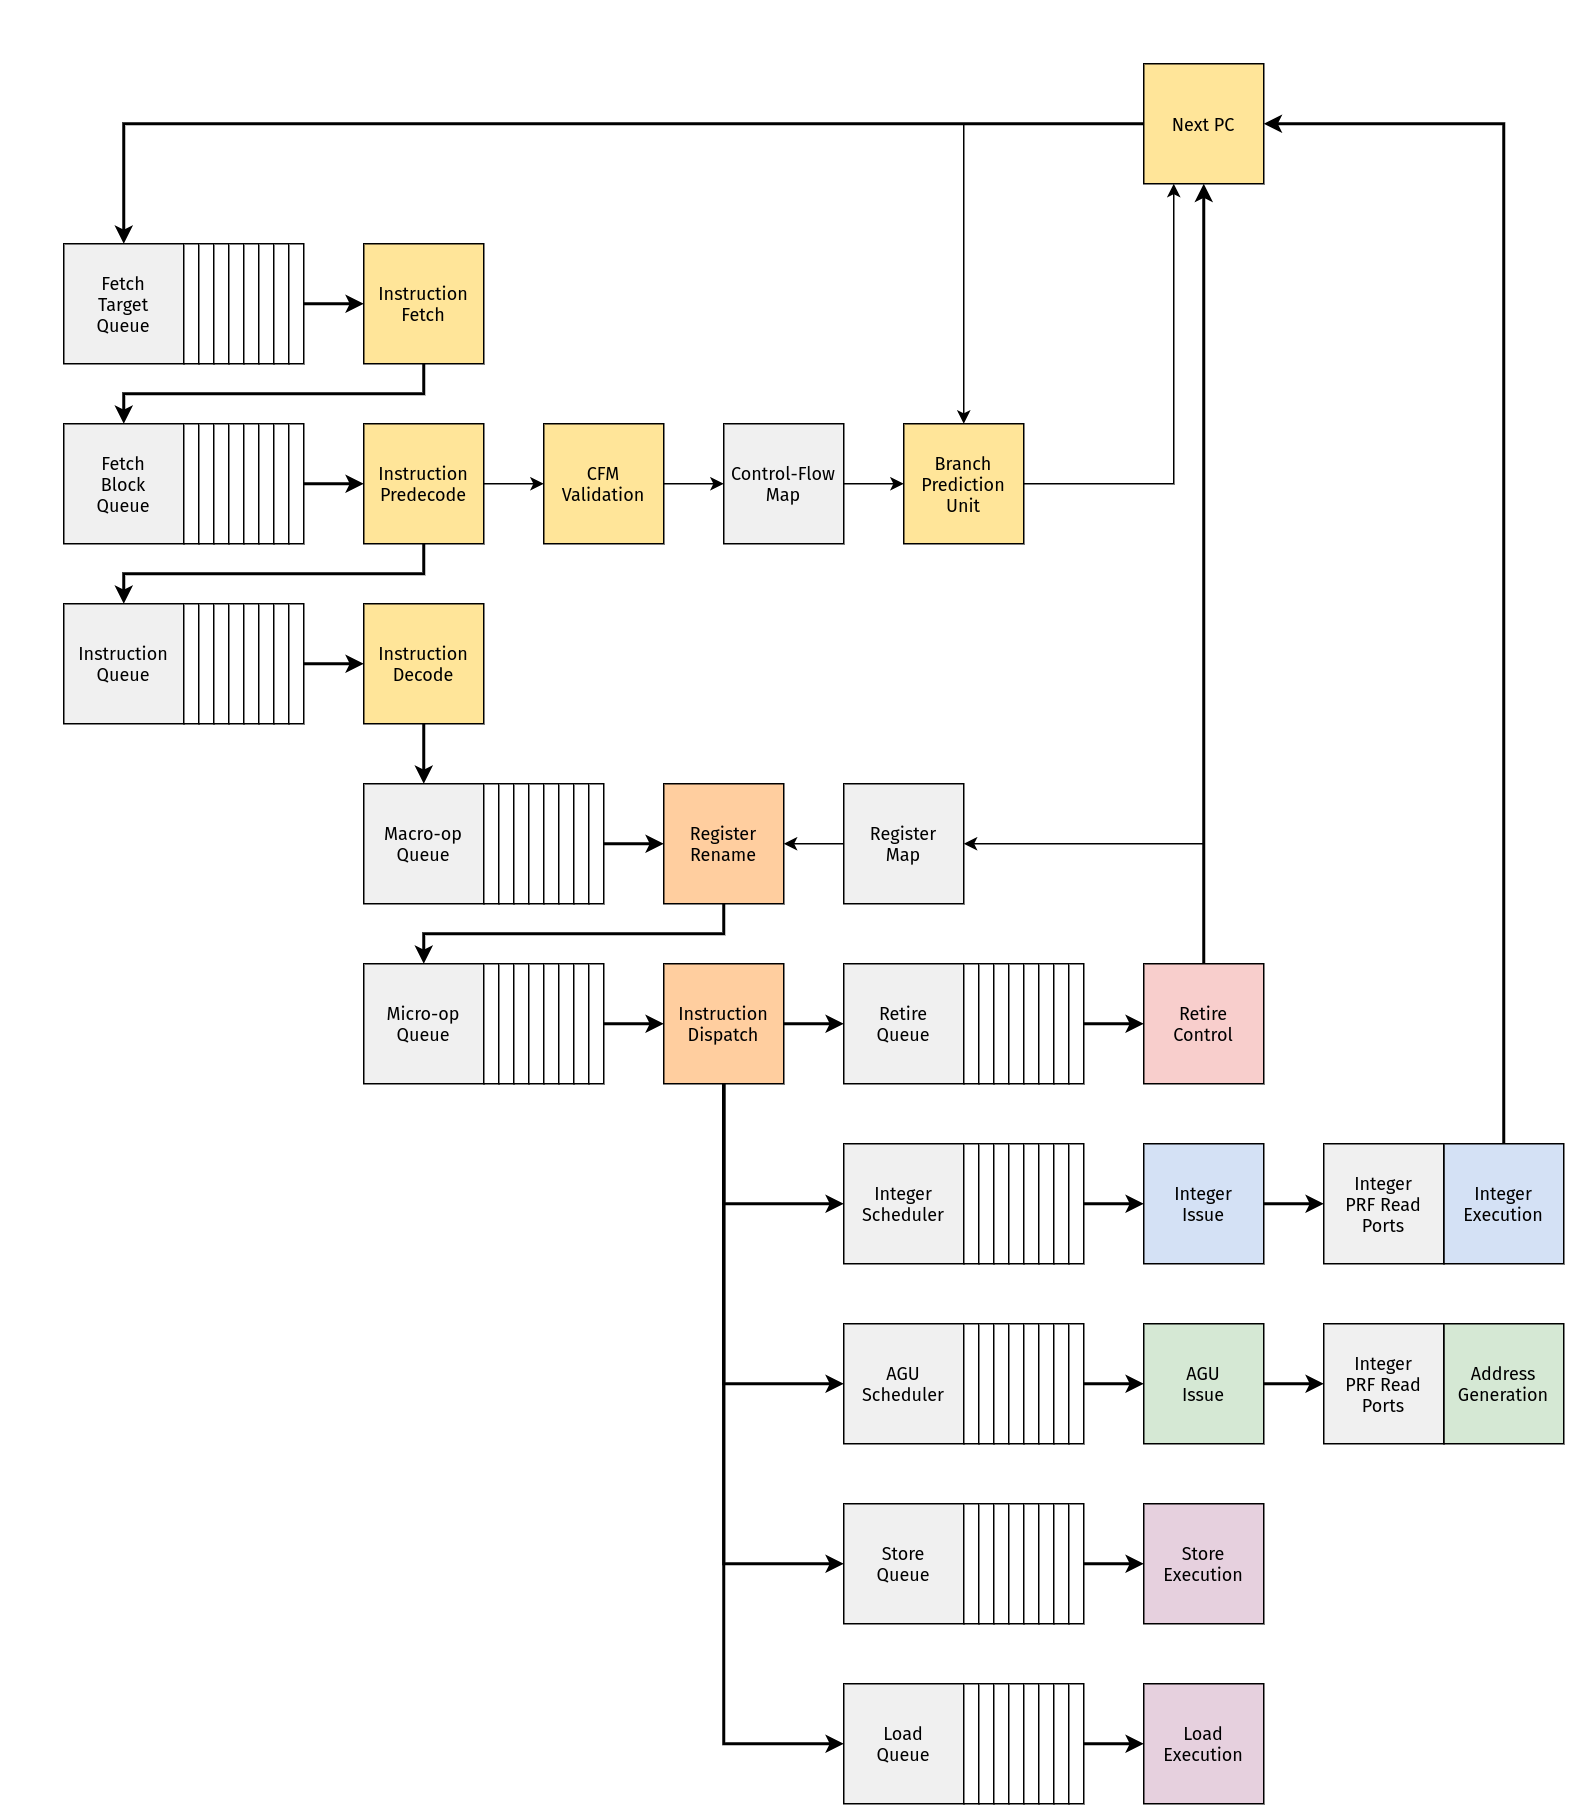 Next PC
Fetch
Target
Queue
Instruction
Fetch
Fetch
Block
Queue
Instruction
Predecode
CFM
Validation
Control-Flow
Map
Branch
Prediction
Unit
Instruction
Queue
Instruction
Decode
Macro-op
Queue
Register
Rename
Register
Map
Micro-op
Queue
Instruction
Dispatch
Retire
Queue
Retire
Control
Integer
Scheduler
Integer
Issue
Integer
PRF Read
Ports
Integer
Execution
AGU
Scheduler
AGU
Issue
Integer
PRF Read
Ports
Address
Generation
Store
Queue
Store
Execution
Load
Queue
Load
Execution